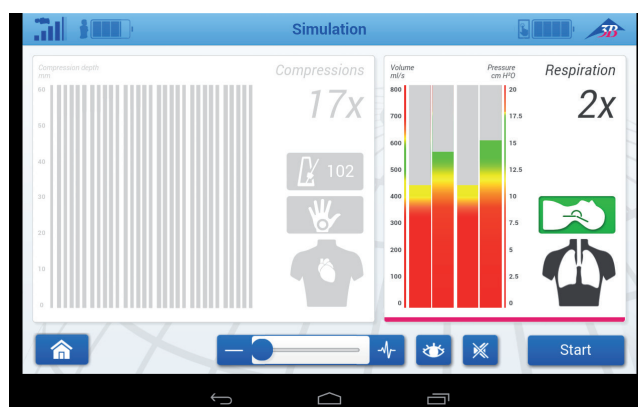 Simulation
3B
Compression depth
mm
Compressions
17x
60
50
40
30
20
10
0
102
Volume
ml/s
Pressure
cm H²O
Respiration
2x
800
700
600
500
400
300
200
100
0
20
17.5
15
12.5
10
7.5
5
2.5
0
Start